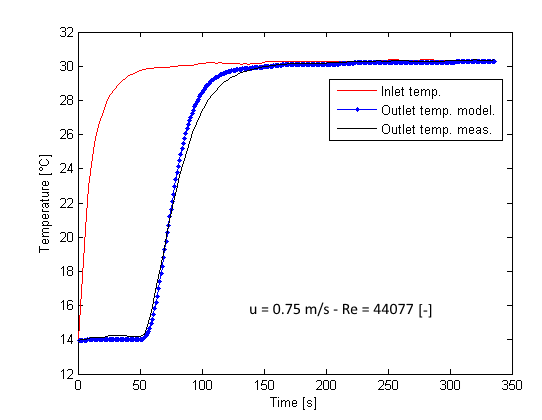 32
30
28
26
24
22
20
18
16
14
12
Temperature [°C]
Inlet temp.
Outlet temp. model.
Outlet temp. meas.
u = 0.75 m/s - Re = 44077 [-]
0 50 100 150 200 250 300 350
Time [s]